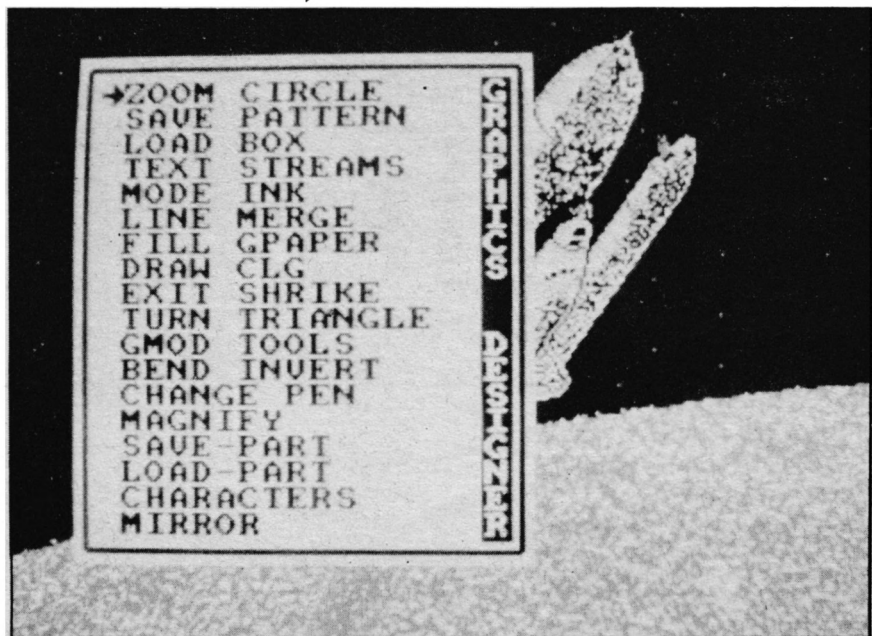 →ZOOM CIRCLE
SAVE PATTERN
LOAD BOX
TEXT STREAMS
MODE INK
LINE MERGE
FILL GPAPER
DRAW CLG
EXIT SHRIKE
TURN TRIANGLE
GMOD TOOLS
BEND INVERT
CHANGE PEN
MAGNIFY
SAVE-PART
LOAD-PART
CHARACTERS
MIRROR
GRAPHICS DESIGNER